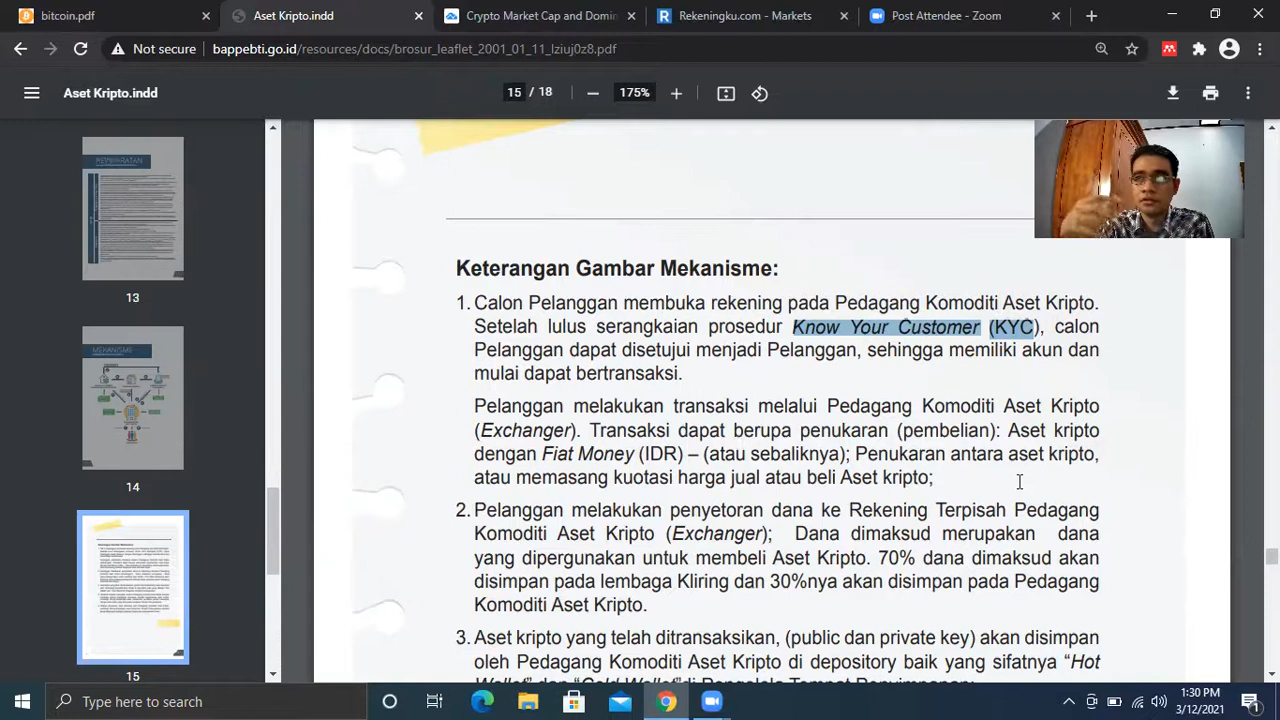 bitcoin.pdf
Aset Kripto.indd
Crypto Market Cap and Domin
Rekeningku.com - Markets
Post Attendee - Zoom
Not secure
bappebti.go.id/resources/docs/brosur_leaflet_2001_01_11_lziuj0z8.pdf
Aset Kripto.indd
15 / 18
175%
13
MEKANISME
14
15
Keterangan Gambar Mekanisme:
1. Calon Pelanggan membuka rekening pada Pedagang Komoditi Aset Kripto.
Setelah lulus serangkaian prosedur Know Your Customer (KYC), calon
Pelanggan dapat disetujui menjadi Pelanggan, sehingga memiliki akun dan
mulai dapat bertransaksi.
Pelanggan melakukan transaksi melalui Pedagang Komoditi Aset Kripto
(Exchanger). Transaksi dapat berupa penukaran (pembelian): Aset kripto
dengan Fiat Money (IDR) – (atau sebaliknya); Penukaran antara aset kripto,
atau memasang kuotasi harga jual atau beli Aset kripto;
2. Pelanggan melakukan penyetoran dana ke Rekening Terpisah Pedagang
Komoditi Aset Kripto (Exchanger); Dana dimaksud merupakan dana
yang dipergunakan untuk membeli Aset Kripto. 70% dana dimaksud akan
disimpan pada lembaga Kliring dan 30%nya akan disimpan pada Pedagang
Komoditi Aset Kripto.
3. Aset kripto yang telah ditransaksikan, (public dan private key) akan disimpan
oleh Pedagang Komoditi Aset Kripto di depository baik yang sifatnya “Hot
Type here to search
1:30 PM
3/12/2021